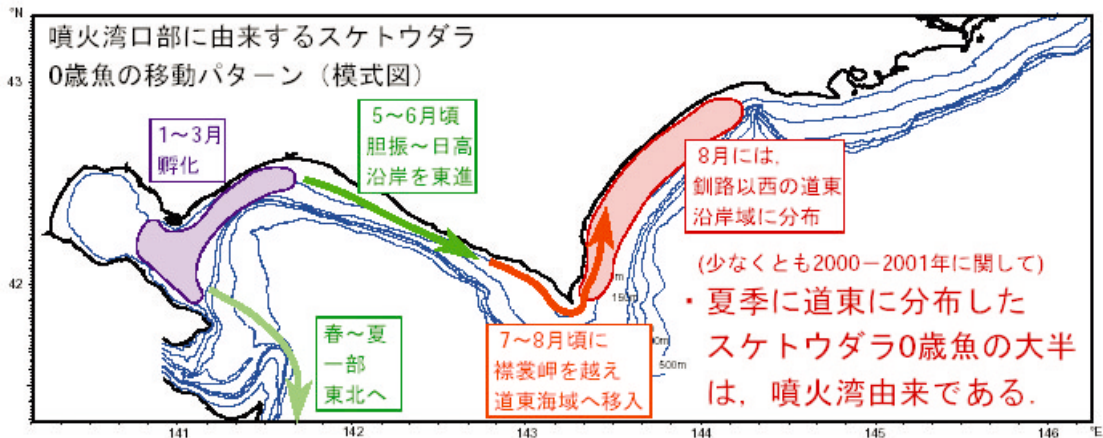 噴火湾口部に由来するスケトウダラ
0歳魚の移動パターン（模式図）
°N
43
42
1～3月
孵化
5～6月頃
胆振～日高
沿岸を東進
8月には，
釧路以西の道東
沿岸域に分布
(少なくとも2000－2001年に関して)
・夏季に道東に分布した
スケトウダラ0歳魚の大半
は，噴火湾由来である．
春～夏
一部
東北へ
7～8月頃に
襟裳岬を越え
道東海域へ移入
500m
141
142
143
144
145
146
°E